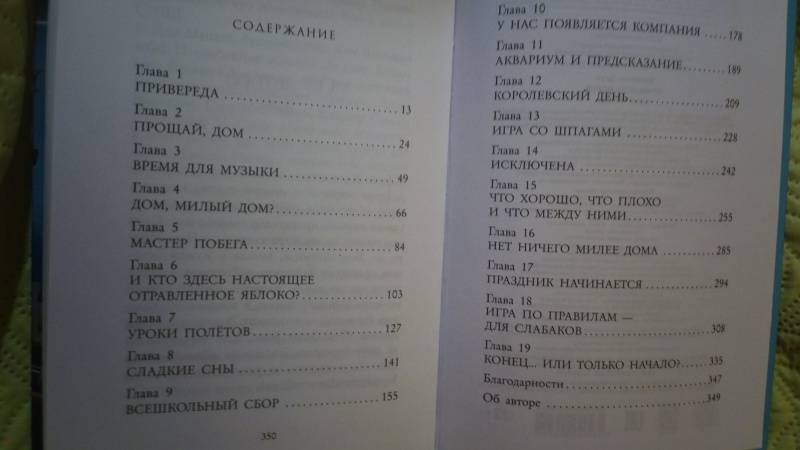 СОДЕРЖАНИЕ
Глава 1
ПРИВЕРЕДА 13
Глава 2
ПРОЩАЙ, ДОМ 24
Глава 3
ВРЕМЯ ДЛЯ МУЗЫКИ 49
Глава 4
ДОМ, МИЛЫЙ ДОМ? 66
Глава 5
МАСТЕР ПОБЕГА 84
Глава 6
И КТО ЗДЕСЬ НАСТОЯЩЕЕ
ОТРАВЛЕННОЕ ЯБЛОКО? 103
Глава 7
УРОКИ ПОЛЁТОВ 127
Глава 8
СЛАДКИЕ СНЫ 141
Глава 9
ВСЕШКОЛЬНЫЙ СБОР 155
350
Глава 10
У НАС ПОЯВЛЯЕТСЯ КОМПАНИЯ 178
Глава 11
АКВАРИУМ И ПРЕДСКАЗАНИЕ 189
Глава 12
КОРОЛЕВСКИЙ ДЕНЬ 209
Глава 13
ИГРА СО ШПАГАМИ 228
Глава 14
ИСКЛЮЧЕНА 242
Глава 15
ЧТО ХОРОШО, ЧТО ПЛОХО
И ЧТО МЕЖДУ НИМИ 255
Глава 16
НЕТ НИЧЕГО МИЛЕЕ ДОМА 285
Глава 17
ПРАЗДНИК НАЧИНАЕТСЯ 294
Глава 18
ИГРА ПО ПРАВИЛАМ —
ДЛЯ СЛАБАКОВ 308
Глава 19
КОНЕЦ... ИЛИ ТОЛЬКО НАЧАЛО? 335
Благодарности 347
Об авторе 349